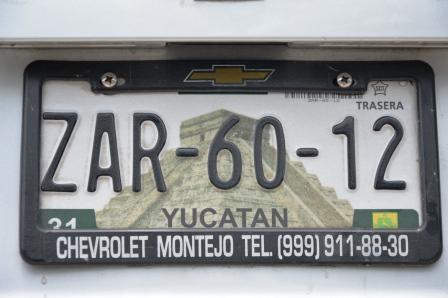 TRASERA
ZAR-60-12
31
YUCATAN
CHEVROLET MONTEJO TEL. (999) 911-88-30